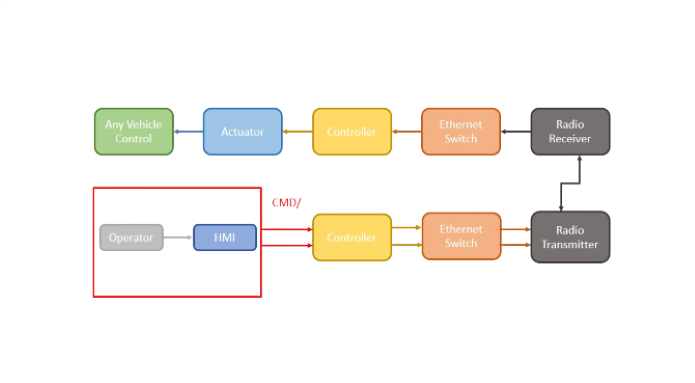 Any Vehicle
Control
Actuator
Controller
Ethernet
Switch
Radio
Receiver
CMD/
Operator
HMI
Controller
Ethernet
Switch
Radio
Transmitter